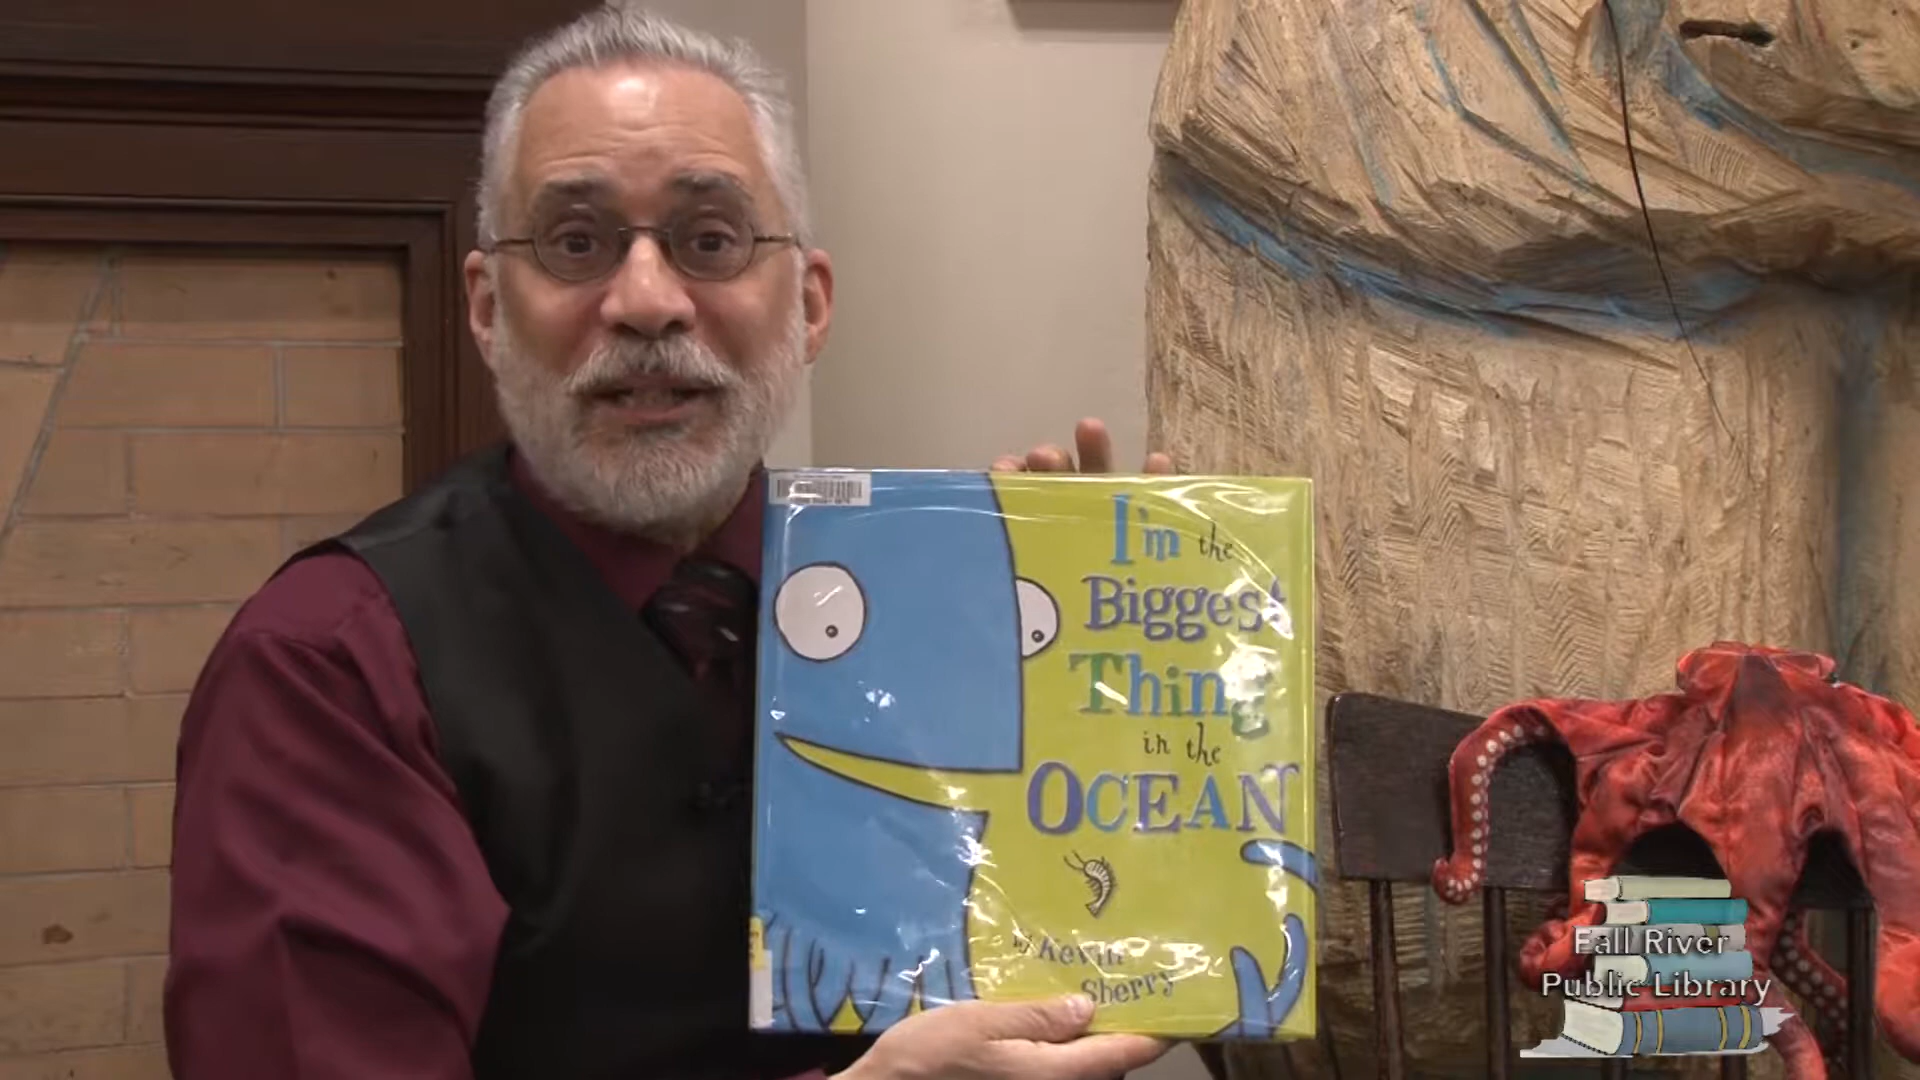 I'm the
Biggest
Thing
in the
OCEAN
by Kevin
Sherry
Fall River
Public Library